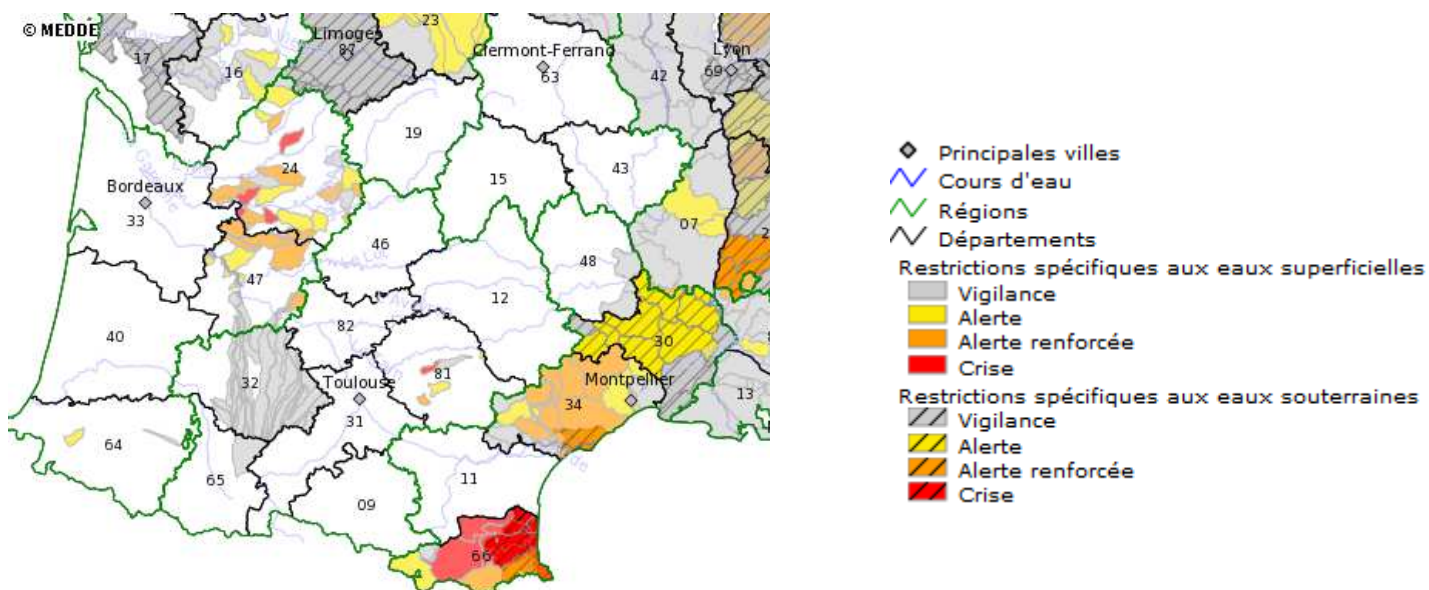 © MEDDE
23
Limoges
87
Clermont-Ferrand
63
Lyon
69
42
17
16
19
24
15
43
Bordeaux
33
07
46
48
47
12
40
82
30
32
Toulouse
31
81
Montpellier
34
13
64
65
11
09
66
Principales villes
Cours d'eau
Régions
Départements
Restrictions spécifiques aux eaux superficielles
Vigilance
Alerte
Alerte renforcée
Crise
Restrictions spécifiques aux eaux souterraines
Vigilance
Alerte
Alerte renforcée
Crise